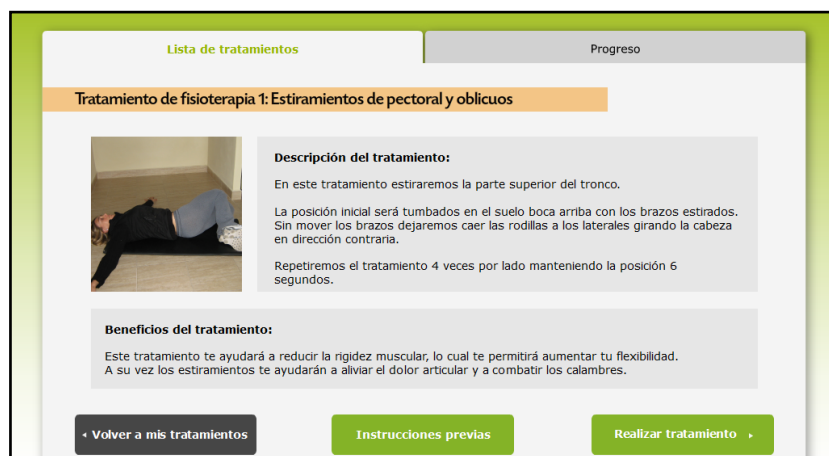 Lista de tratamientos
Progreso
Tratamiento de fisioterapia 1: Estiramientos de pectoral y oblicuos
Descripción del tratamiento:
En este tratamiento estiraremos la parte superior del tronco.
La posición inicial será tumbados en el suelo boca arriba con los brazos estirados.
Sin mover los brazos dejaremos caer las rodillas a los laterales girando la cabeza
en dirección contraria.
Repetiremos el tratamiento 4 veces por lado manteniendo la posición 6
segundos.
Beneficios del tratamiento:
Este tratamiento te ayudará a reducir la rigidez muscular, lo cual te permitirá aumentar tu flexibilidad.
A su vez los estiramientos te ayudarán a aliviar el dolor articular y a combatir los calambres.
Volver a mis tratamientos
Instrucciones previas
Realizar tratamiento